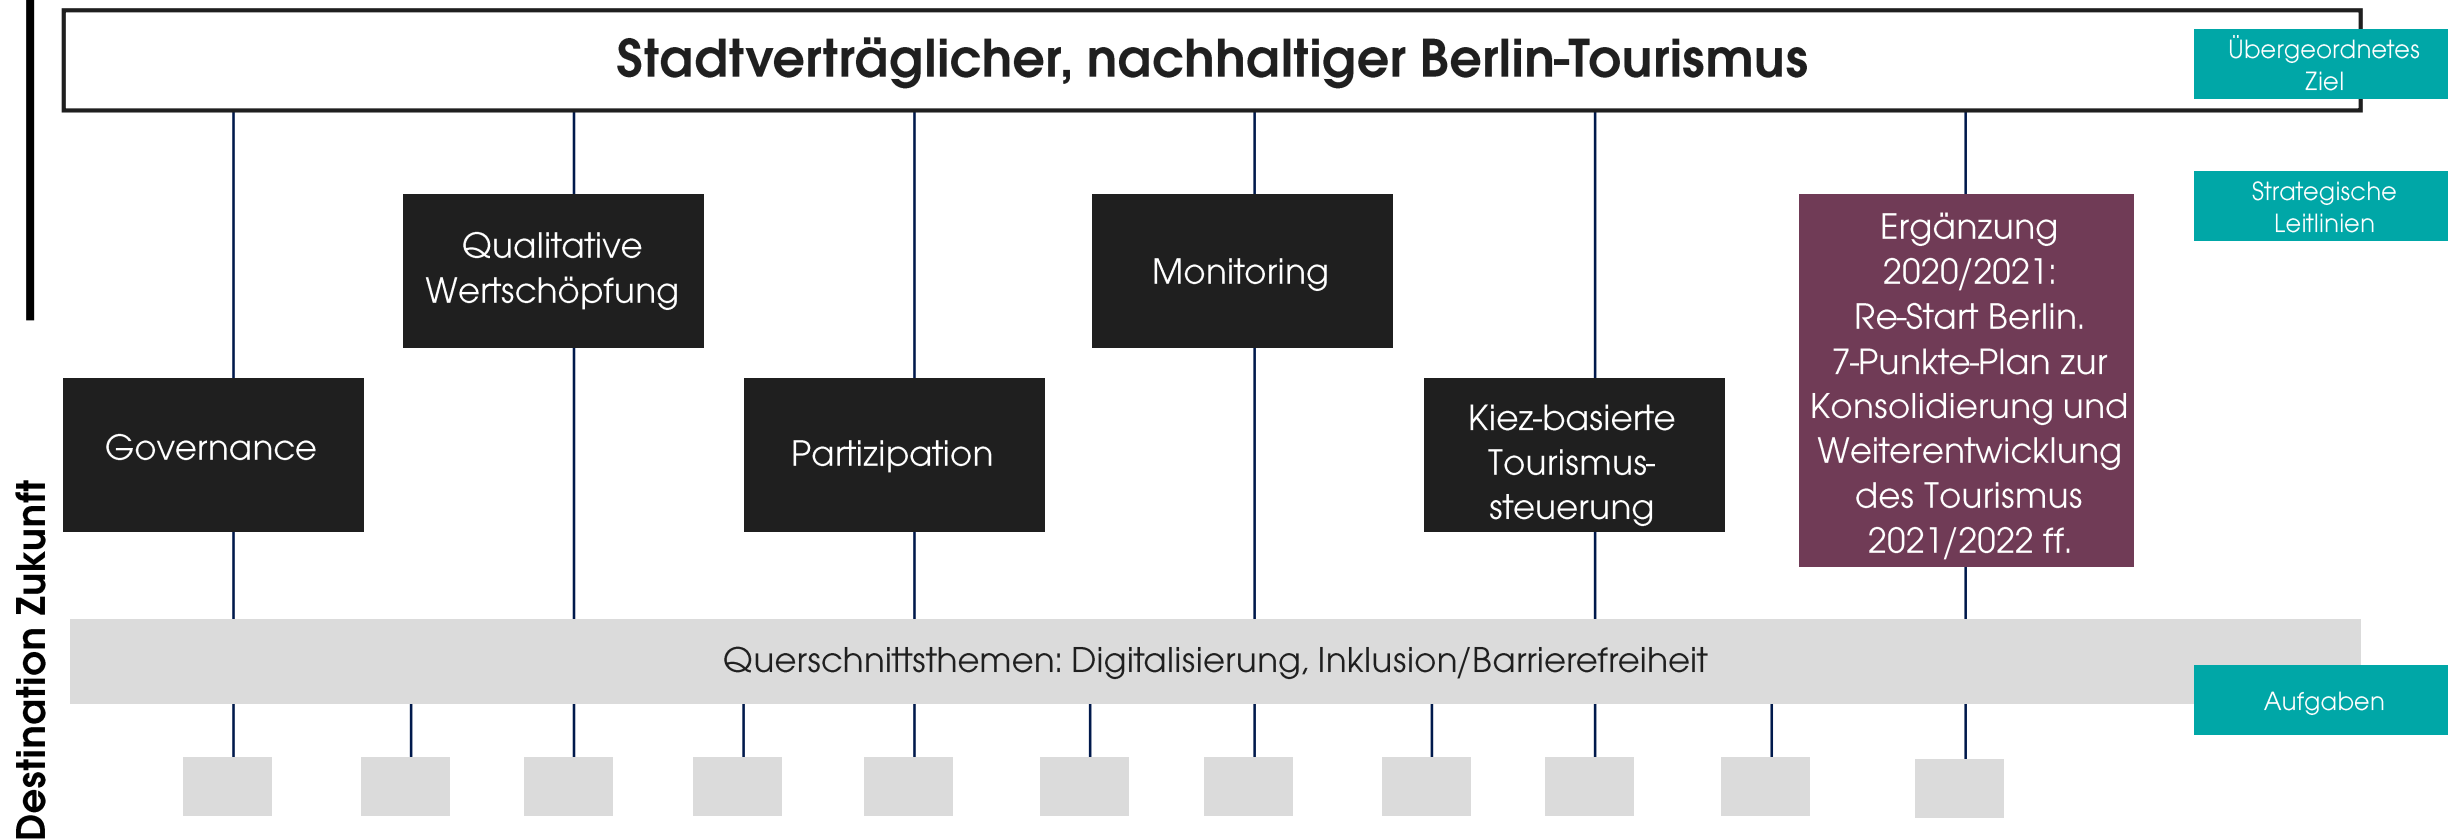 Stadtverträglicher, nachhaltiger Berlin-Tourismus
Übergeordnetes
Ziel
Strategische
Leitlinien
Qualitative
Wertschöpfung
Monitoring
Ergänzung
2020/2021:
Re-Start Berlin.
7-Punkte-Plan zur
Konsolidierung und
Weiterentwicklung
des Tourismus
2021/2022 ff.
Governance
Partizipation
Kiez-basierte
Tourismus-
steuerung
Querschnittsthemen: Digitalisierung, Inklusion/Barrierefreiheit
Aufgaben
Destination Zukunft